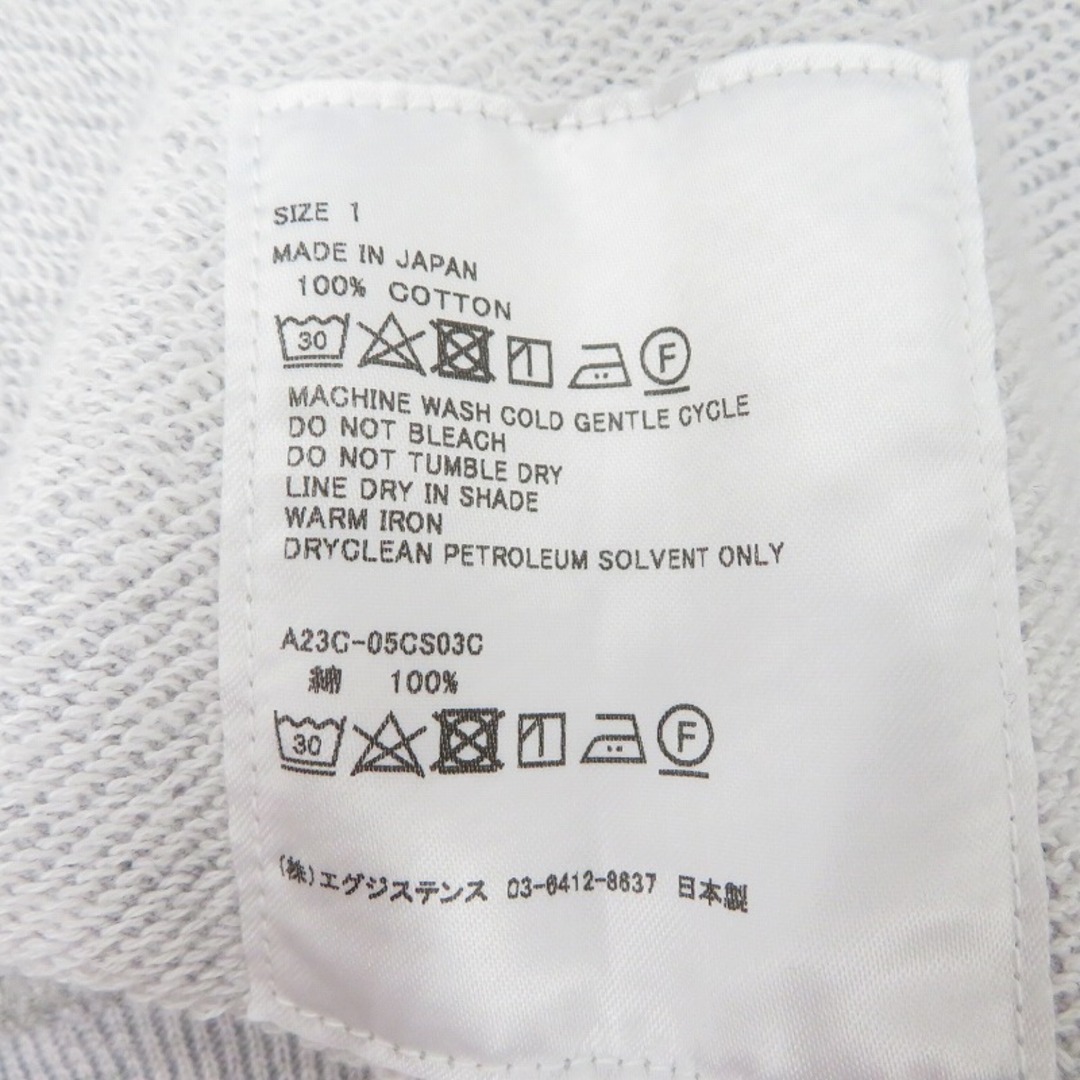 SIZE 1
MADE IN JAPAN
100% COTTON
30 F
MACHINE WASH COLD GENTLE CYCLE
DO NOT BLEACH
DO NOT TUMBLE DRY
LINE DRY IN SHADE
WARM IRON
DRYCLEAN PETROLEUM SOLVENT ONLY
A23C-05CS03C
綿 100%
30 F
(株)エグジステンス 03-6412-8637 日本製